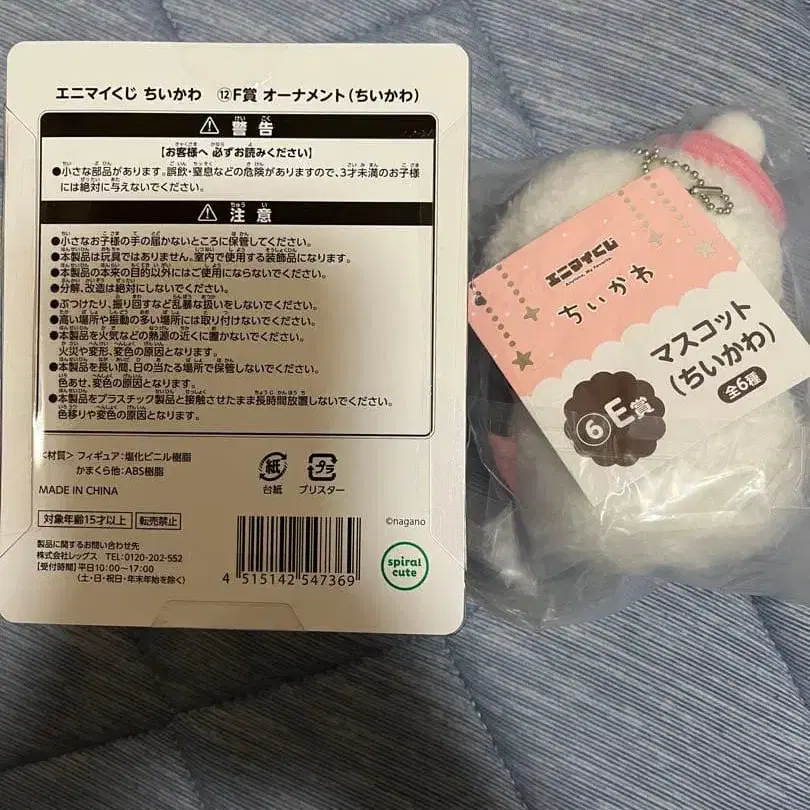 エニマイくじ ちいかわ ⑫F賞 オーナメント(ちいかわ)
⚠ 警告
【お客様へ 必ずお読みください】
●小さな部品があります。誤飲・窒息などの危険がありますので、3才未満のお子様
には絶対に与えないでください。
⚠ 注意
●小さなお子様の手の届かないところに保管してください。
●本製品は玩具ではありません。室内で使用する装飾品になります。
●本製品の本来の目的以外にはご使用にならないでください。
●分解、改造は絶対にしないでください。
●ぶつけたり、振り回すなど乱暴な扱いをしないでください。
●高い場所や振動の多い場所には取り付けないでください。
●本製品を火気などの熱源の近くに置かないでください。
火災や変形、変色の原因となります。
●本製品を長い間、日の当たる場所で保管しないでください。
色あせ、変色の原因となります。
●本製品をプラスチック製品と接触させたまま長時間放置しないでください。
色移りや変色の原因となります。
<材質> フィギュア:塩化ビニル樹脂
かまくら他:ABS樹脂
MADE IN CHINA
紙
台紙
プラ
ブリスター
対象年齢15才以上
転売禁止
©nagano
製品に関するお問い合わせ先
株式会社レッグス TEL:0120-202-552
【受付時間】平日10:00~17:00
(土・日・祝日・年末年始を除く)
4 515142 547369
spiral
cute
エニマイくじ
ちいかわ
マスコット
(ちいかわ)
全6種
⑥E賞